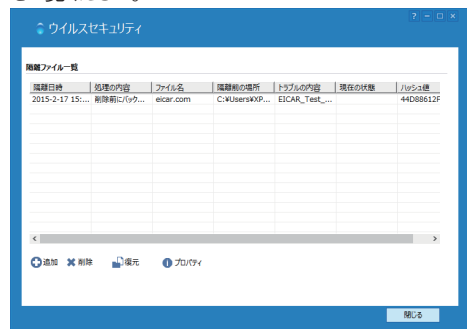 ウイルスセキュリティ
隔離ファイル一覧
隔離日時 処理の内容 ファイル名 隔離前の場所 トラブルの内容 現在の状態 ハッシュ値
2015-2-17 15:... 削除前にバック... eicar.com C:¥Users¥XP... EICAR_Test_... 44D88612F
追加 削除 復元 プロパティ
閉じる